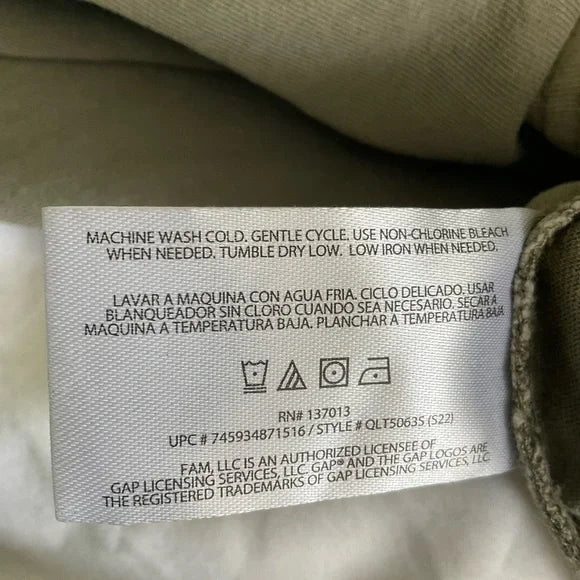 MACHINE WASH COLD. GENTLE CYCLE. USE NON-CHLORINE BLEACH
WHEN NEEDED. TUMBLE DRY LOW. LOW IRON WHEN NEEDED.
LAVAR A MAQUINA CON AGUA FRIA. CICLO DELICADO. USAR
BLANQUEADOR SIN CLORO CUANDO SEA NECESARIO. SECAR A
MAQUINA A TEMPERATURA BAJA. PLANCHAR A TEMPERATURA BAJA
RN# 137013
UPC # 745934871516 / STYLE # QLT50635 (S22)
FAM, LLC IS AN AUTHORIZED LICENSEE OF
GAP LICENSING SERVICES, LLC. GAP® AND THE GAP LOGOS ARE
THE REGISTERED TRADEMARKS OF GAP LICENSING SERVICES, LLC.